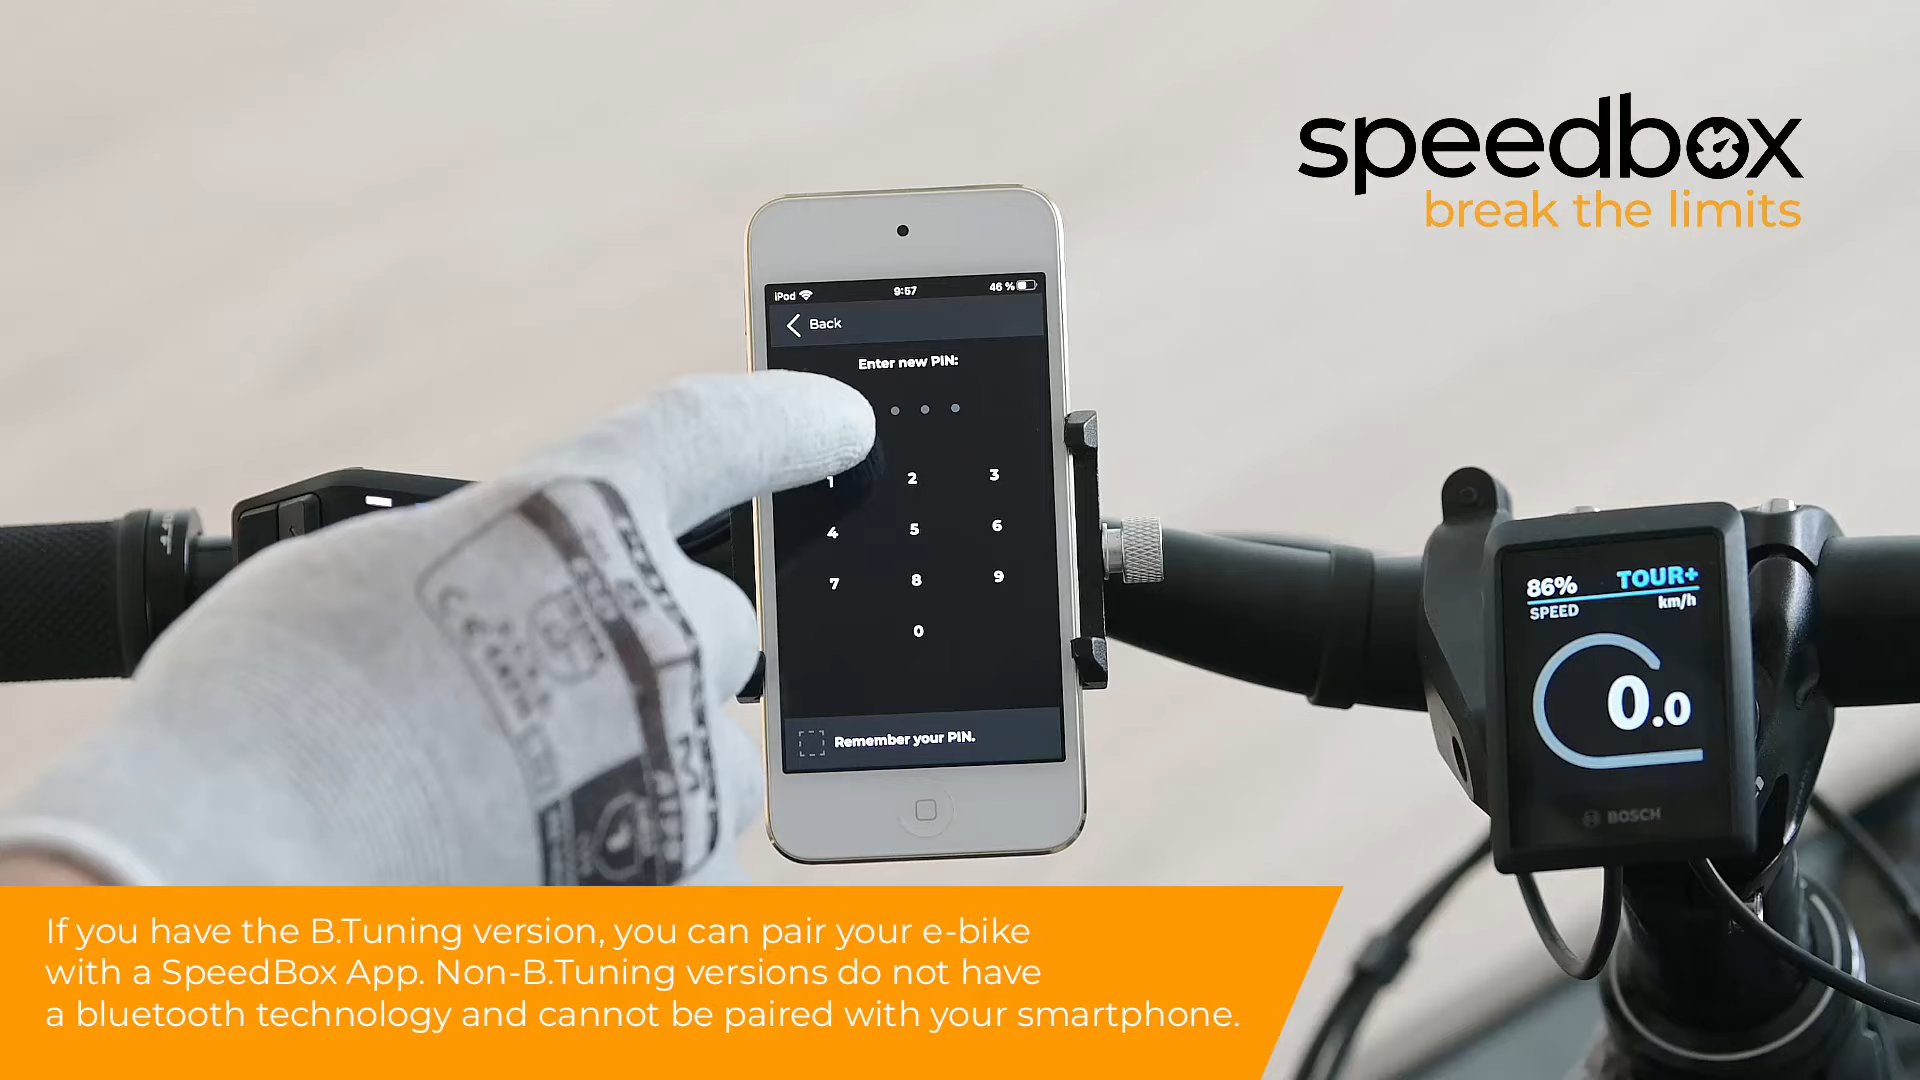 speedbox
break the limits
iPod 9:57 46 %
Back
Enter new PIN:
1 2 3
4 5 6
7 8 9
0
Remember your PIN.
86% TOUR+
SPEED km/h
0.0
BOSCH
If you have the B.Tuning version, you can pair your e-bike
with a SpeedBox App. Non-B.Tuning versions do not have
a bluetooth technology and cannot be paired with your smartphone.